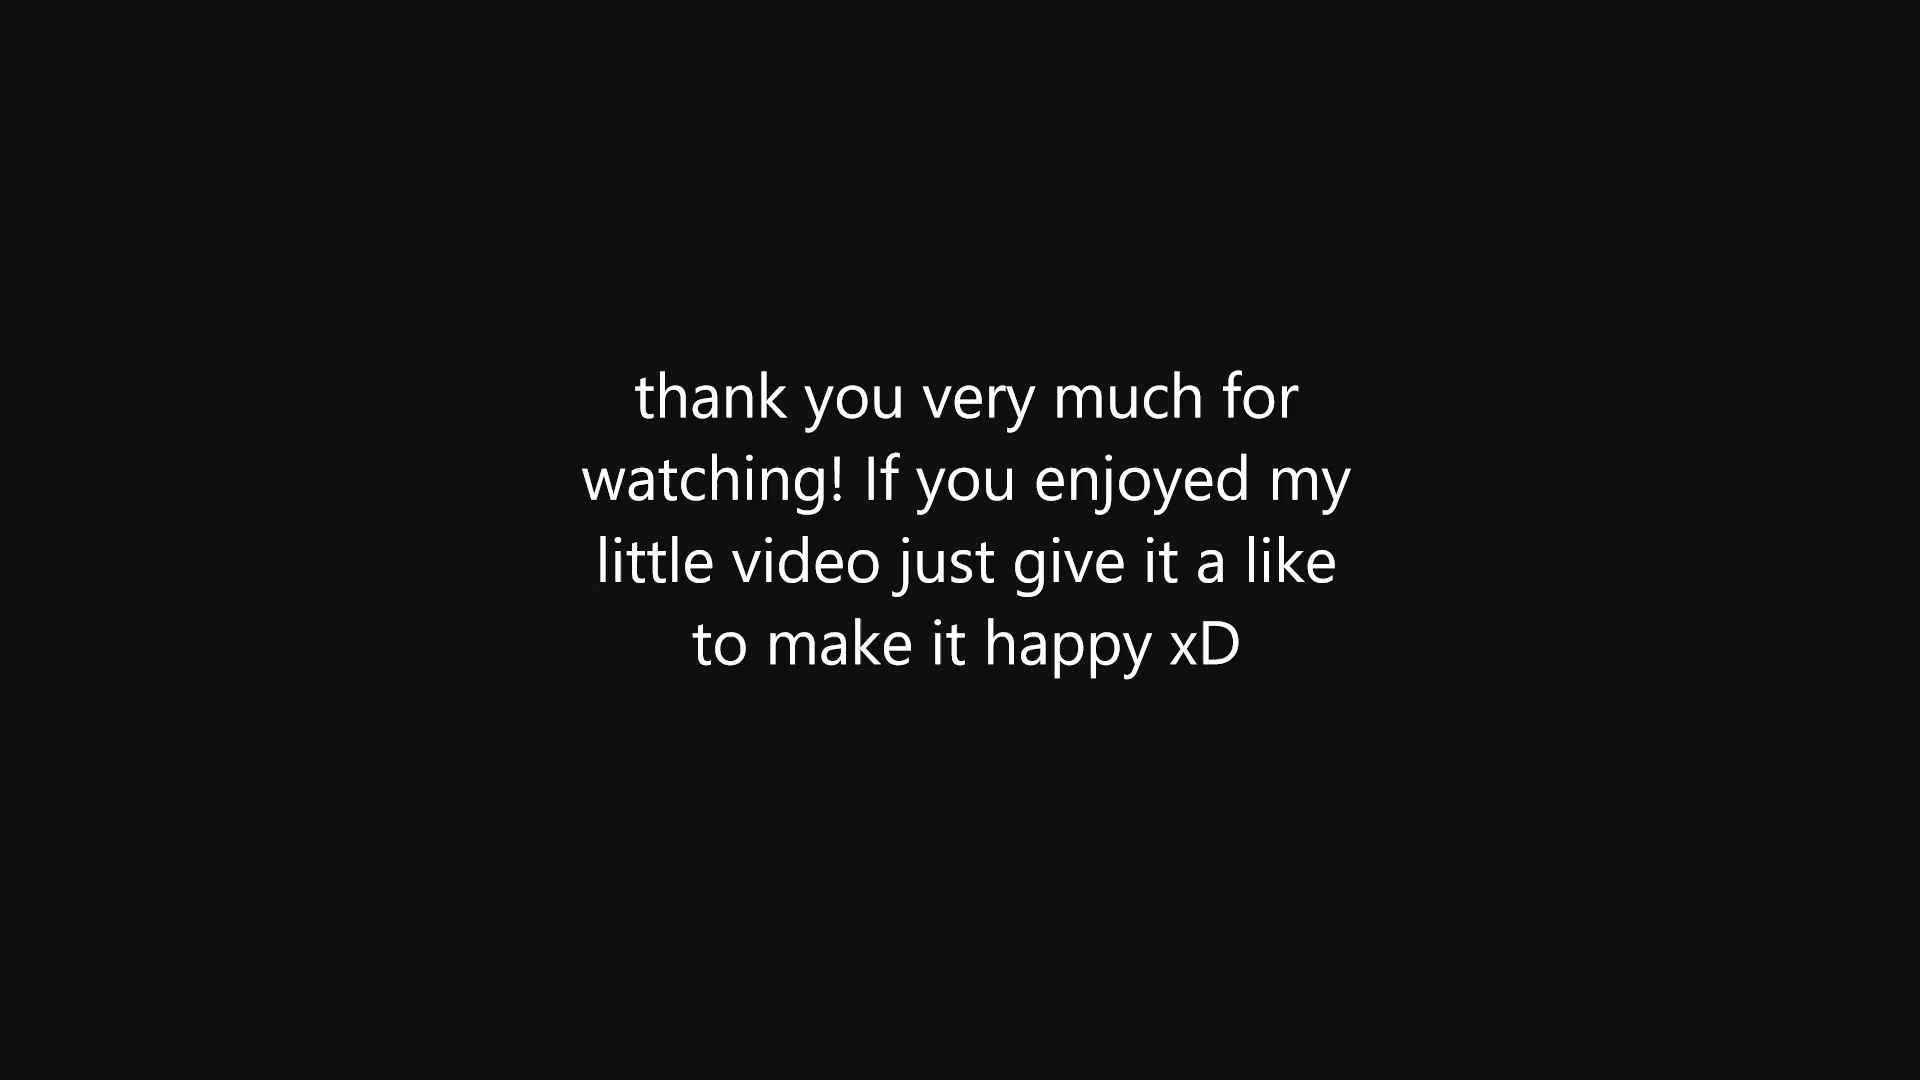 thank you very much for
watching! If you enjoyed my
little video just give it a like
to make it happy xD